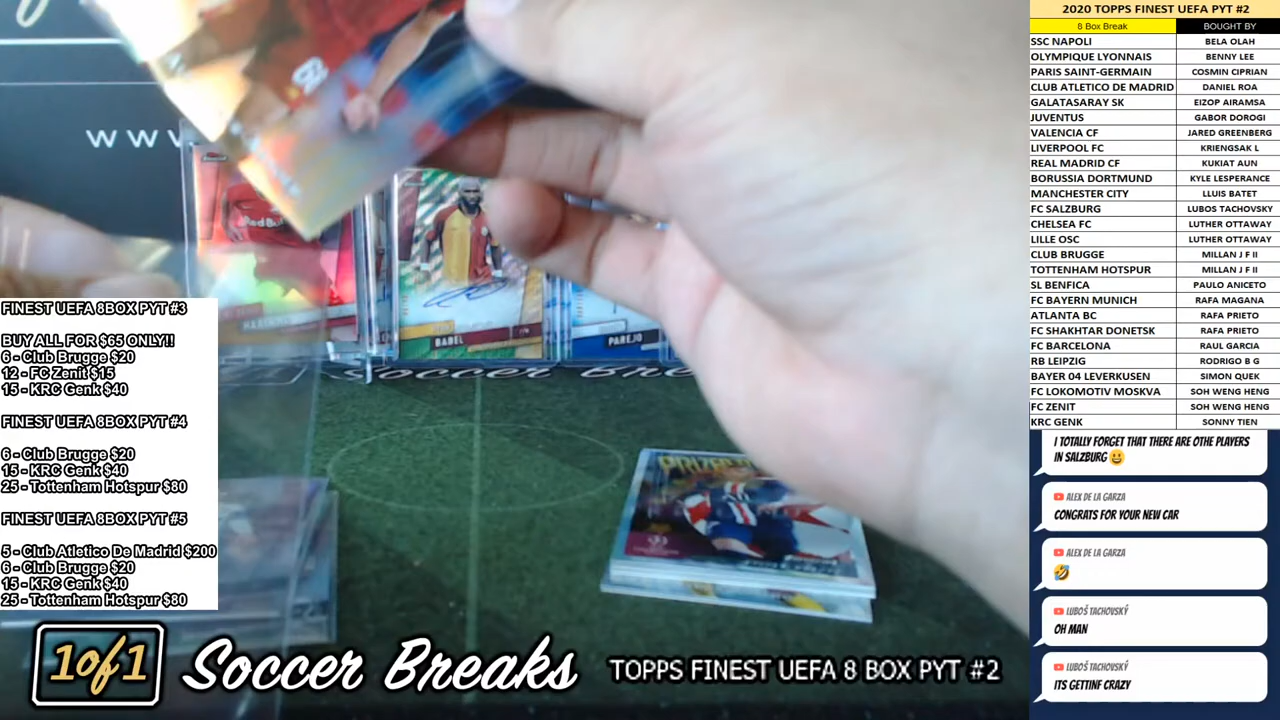 www
Red Bull
BABEL
PAREJO
Soccer Bre
PRIZED
FINEST UEFA 8BOX PYT #3
BUY ALL FOR $65 ONLY!!
6 - Club Brugge $20
12 - FC Zenit $15
15 - KRC Genk $40
FINEST UEFA 8BOX PYT #4
6 - Club Brugge $20
15 - KRC Genk $40
25 - Tottenham Hotspur $80
FINEST UEFA 8BOX PYT #5
5 - Club Atletico De Madrid $200
6 - Club Brugge $20
15 - KRC Genk $40
25 - Tottenham Hotspur $80
1of1 Soccer Breaks TOPPS FINEST UEFA 8 BOX PYT #2
2020 TOPPS FINEST UEFA PYT #2
8 Box Break BOUGHT BY
SSC NAPOLI BELA OLAH
OLYMPIQUE LYONNAIS BENNY LEE
PARIS SAINT-GERMAIN COSMIN CIPRIAN
CLUB ATLETICO DE MADRID DANIEL ROA
GALATASARAY SK EIZOP AIRAMSA
JUVENTUS GABOR DOROGI
VALENCIA CF JARED GREENBERG
LIVERPOOL FC KRIENGSAK L
REAL MADRID CF KUKIAT AUN
BORUSSIA DORTMUND KYLE LESPERANCE
MANCHESTER CITY LLUIS BATET
FC SALZBURG LUBOS TACHOVSKY
CHELSEA FC LUTHER OTTAWAY
LILLE OSC LUTHER OTTAWAY
CLUB BRUGGE MILLAN J F II
TOTTENHAM HOTSPUR MILLAN J F II
SL BENFICA PAULO ANICETO
FC BAYERN MUNICH RAFA MAGANA
ATLANTA BC RAFA PRIETO
FC SHAKHTAR DONETSK RAFA PRIETO
FC BARCELONA RAUL GARCIA
RB LEIPZIG RODRIGO B G
BAYER 04 LEVERKUSEN SIMON QUEK
FC LOKOMOTIV MOSKVA SOH WENG HENG
FC ZENIT SOH WENG HENG
KRC GENK SONNY TIEN
I TOTALLY FORGET THAT THERE ARE OTHE PLAYERS
IN SALZBURG 😀
ALEX DE LA GARZA
CONGRATS FOR YOUR NEW CAR
ALEX DE LA GARZA
🤣
LUBOŠ TACHOVSKÝ
OH MAN
LUBOŠ TACHOVSKÝ
ITS GETTINF CRAZY